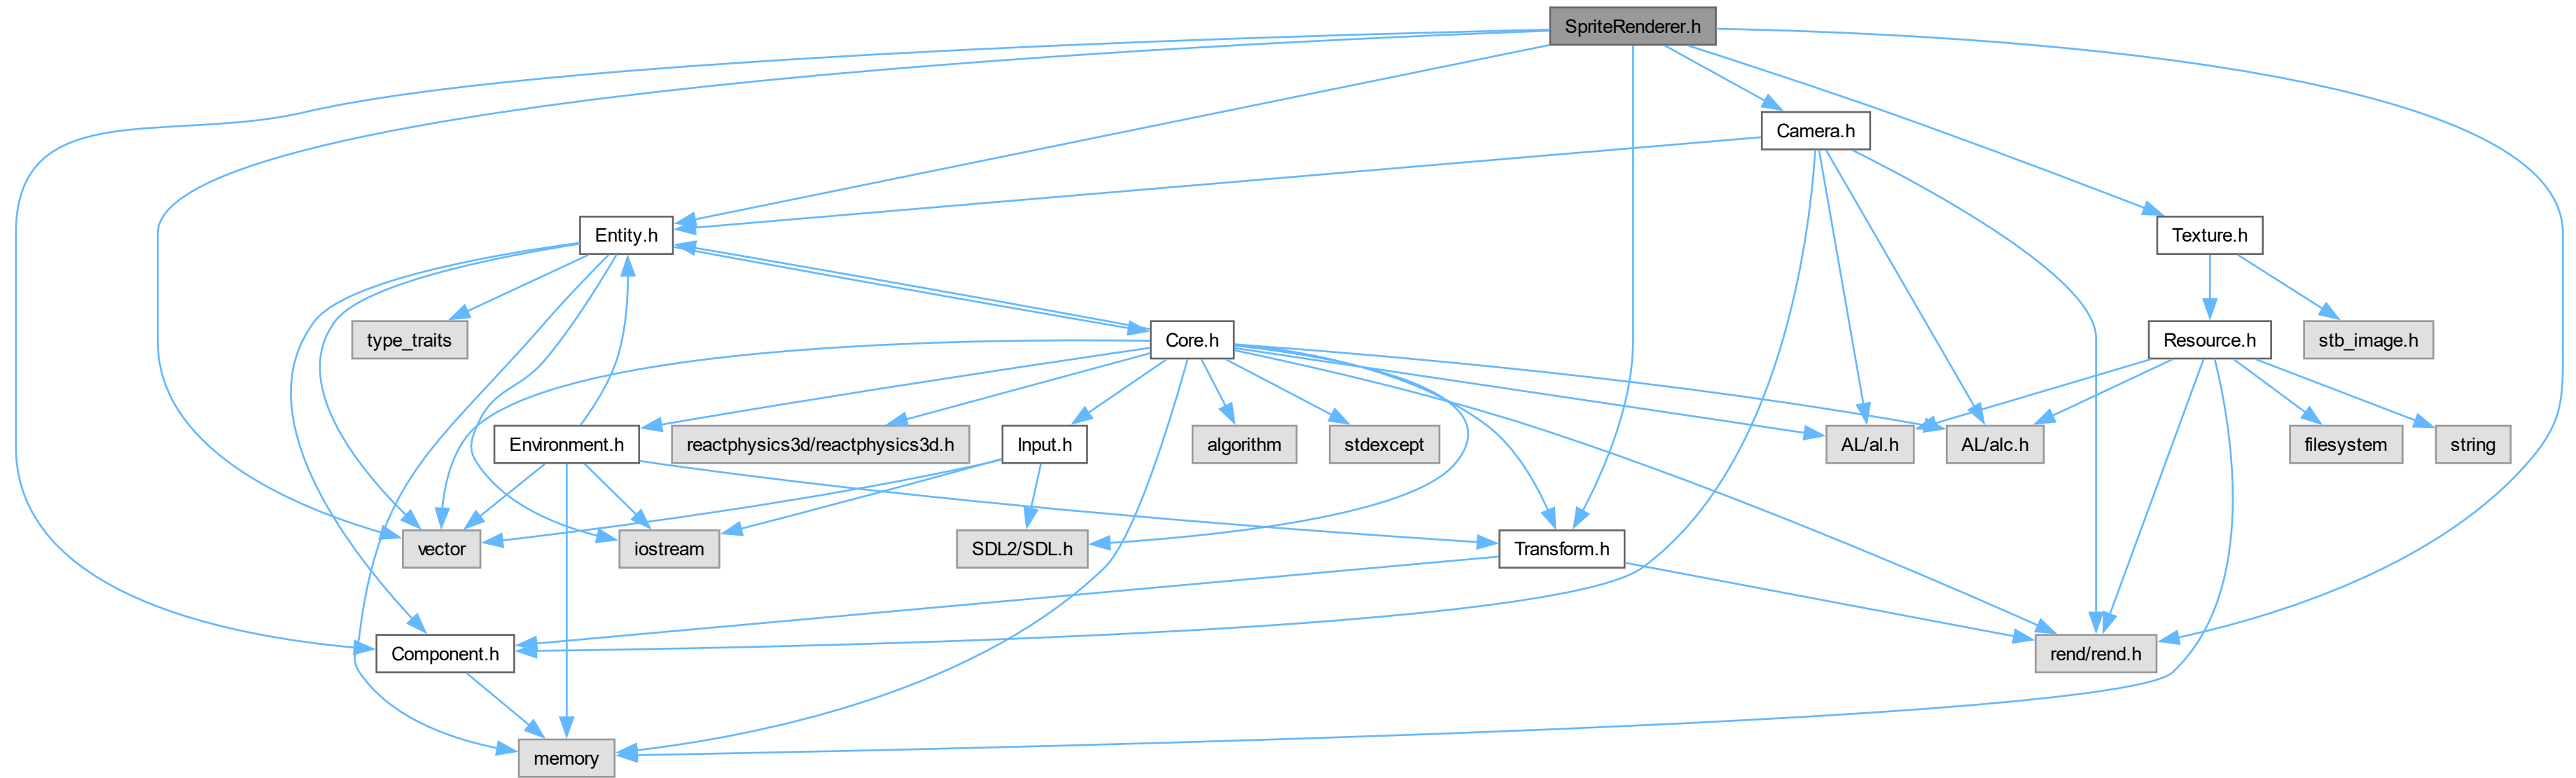 SpriteRenderer.h
Camera.h
Entity.h
Texture.h
type_traits
Core.h
Resource.h
stb_image.h
Environment.h
reactphysics3d/reactphysics3d.h
Input.h
algorithm
stdexcept
AL/al.h
AL/alc.h
filesystem
string
vector
iostream
SDL2/SDL.h
Transform.h
Component.h
rend/rend.h
memory